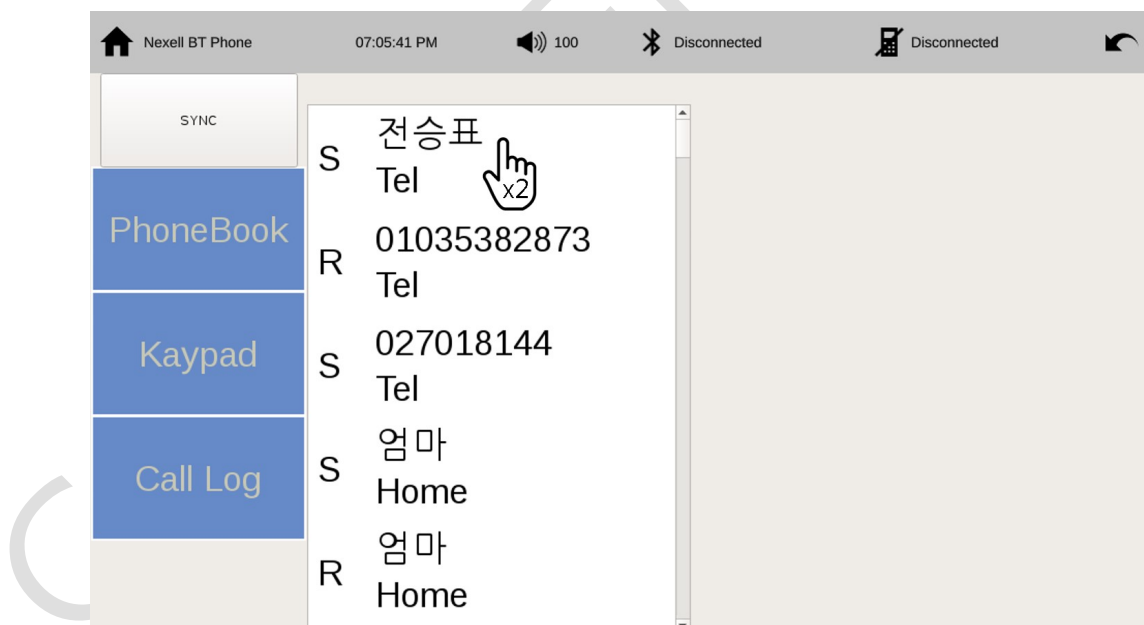 Nexell BT Phone 07:05:41 PM 100 Disconnected Disconnected
SYNC
PhoneBook
Kaypad
Call Log
S 전승표
Tel
x2
R 01035382873
Tel
S 027018144
Tel
S 엄마
Home
R 엄마
Home